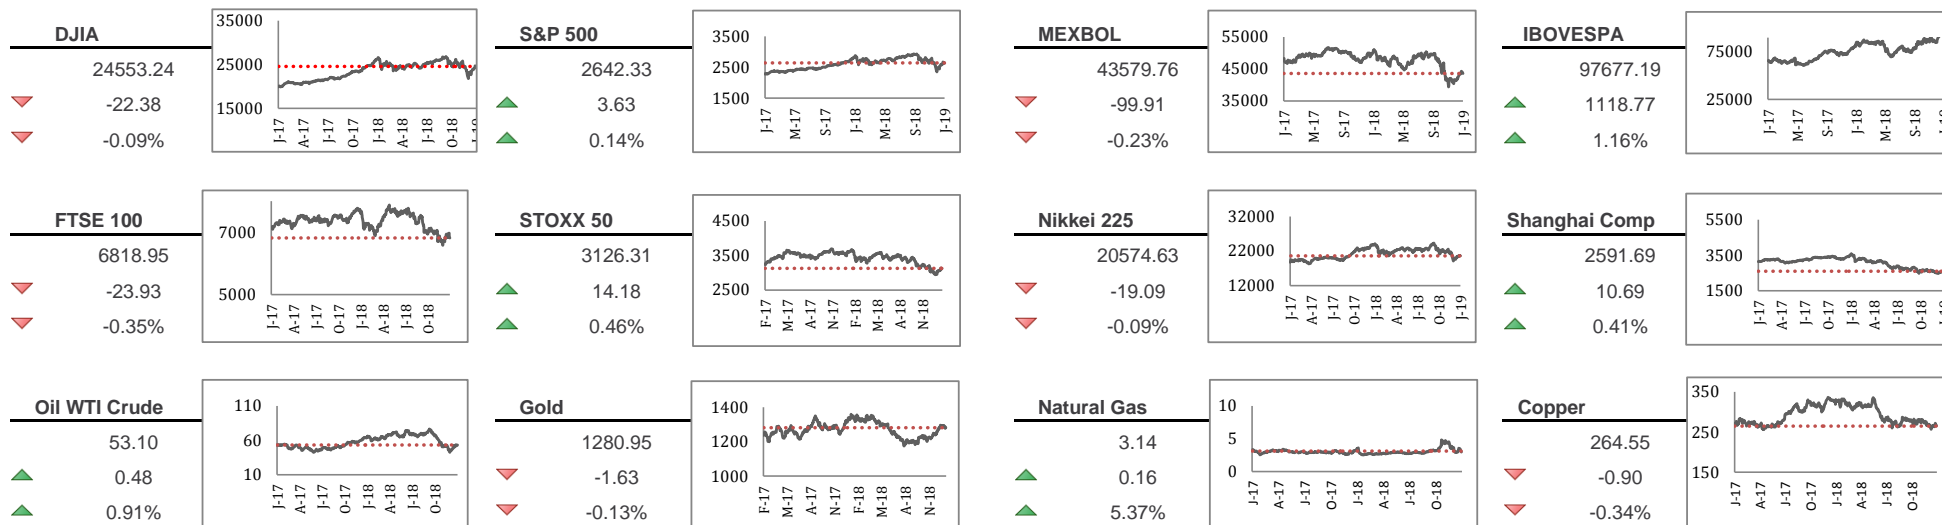 DJIA
24553.24
-22.38
-0.09%
35000
25000
15000
J-17
A-17
J-17
O-17
J-18
A-18
J-18
O-18
S&P 500
2642.33
3.63
0.14%
3500
2500
1500
J-17
M-17
S-17
J-18
M-18
S-18
J-19
MEXBOL
43579.76
-99.91
-0.23%
55000
45000
35000
J-17
M-17
S-17
J-18
M-18
S-18
J-19
IBOVESPA
97677.19
1118.77
1.16%
75000
25000
J-17
M-17
S-17
J-18
M-18
S-18
FTSE 100
6818.95
-23.93
-0.35%
7000
5000
J-17
A-17
J-17
O-17
J-18
A-18
J-18
O-18
STOXX 50
3126.31
14.18
0.46%
4500
3500
2500
F-17
M-17
A-17
N-17
F-18
M-18
A-18
N-18
Nikkei 225
20574.63
-19.09
-0.09%
32000
22000
12000
J-17
A-17
J-17
O-17
J-18
A-18
J-18
O-18
J-19
Shanghai Comp
2591.69
10.69
0.41%
5500
3500
1500
J-17
A-17
J-17
O-17
J-18
A-18
J-18
O-18
Oil WTI Crude
53.10
0.48
0.91%
110
60
10
J-17
A-17
J-17
O-17
J-18
A-18
J-18
O-18
Gold
1280.95
-1.63
-0.13%
1400
1200
1000
F-17
M-17
A-17
N-17
F-18
M-18
A-18
N-18
Natural Gas
3.14
0.16
5.37%
10
5
0
J-17
A-17
J-17
O-17
J-18
A-18
J-18
O-18
Copper
264.55
-0.90
-0.34%
350
250
150
J-17
A-17
J-17
O-17
J-18
A-18
J-18
O-18